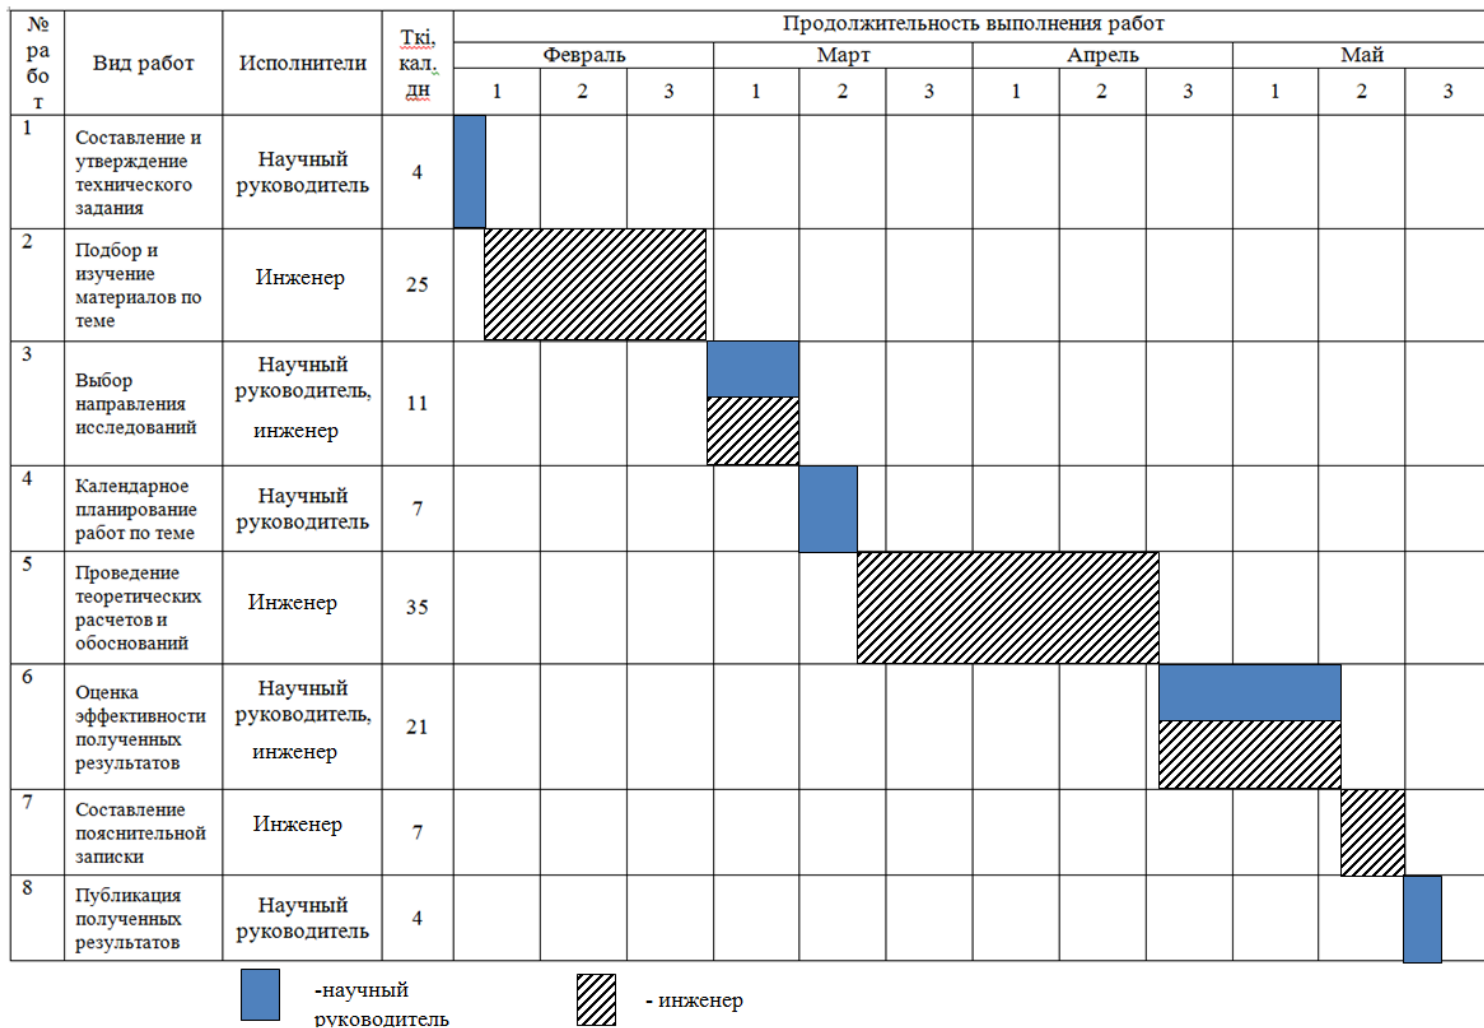 №
ра
бо
т
Вид работ
Исполнители
Ткi,
кал.
дн
Продолжительность выполнения работ
Февраль
Март
Апрель
Май
1
2
3
1
2
3
1
2
3
1
2
3
1
Составление и
утверждение
технического
задания
Научный
руководитель
4
2
Подбор и
изучение
материалов по
теме
Инженер
25
3
Выбор
направления
исследований
Научный
руководитель,
инженер
11
4
Календарное
планирование
работ по теме
Научный
руководитель
7
5
Проведение
теоретических
расчетов и
обоснований
Инженер
35
6
Оценка
эффективности
полученных
результатов
Научный
руководитель,
инженер
21
7
Составление
пояснительной
записки
Инженер
7
8
Публикация
полученных
результатов
Научный
руководитель
4
-научный
руководитель
- инженер